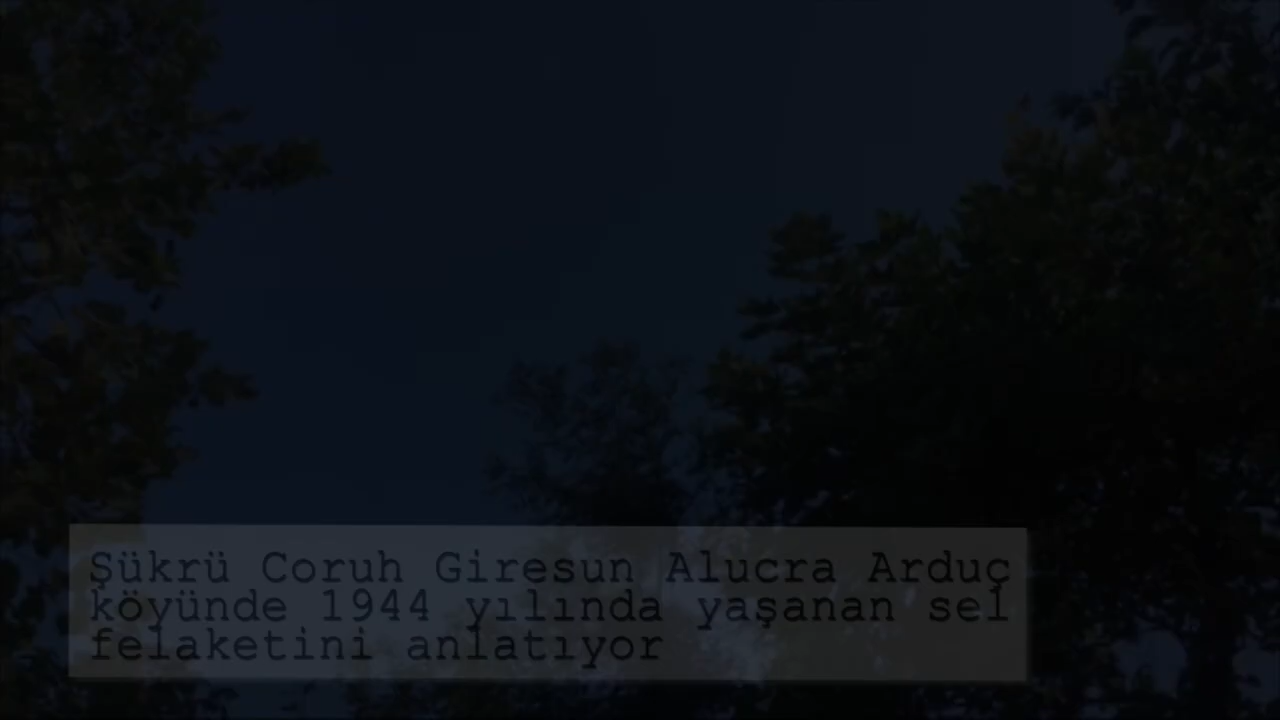 Şükrü Coruh Giresun Alucra Arduç
köyünde 1944 yılında yaşanan sel
felaketini anlatıyor